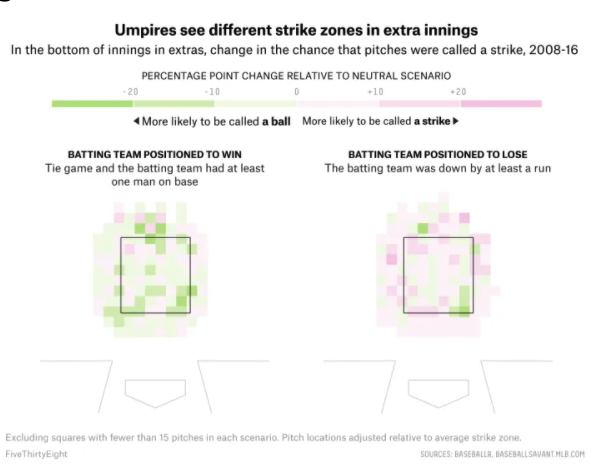 Umpires see different strike zones in extra innings
In the bottom of innings in extras, change in the chance that pitches were called a strike, 2008-16
PERCENTAGE POINT CHANGE RELATIVE TO NEUTRAL SCENARIO
-20 -10 0 +10 +20
◀ More likely to be called a ball More likely to be called a strike ▶
BATTING TEAM POSITIONED TO WIN
Tie game and the batting team had at least
one man on base
BATTING TEAM POSITIONED TO LOSE
The batting team was down by at least a run
Excluding squares with fewer than 15 pitches in each scenario. Pitch locations adjusted relative to average strike zone.
FiveThirtyEight SOURCES: BASEBALLR, BASEBALLSAVANT.MLB.COM